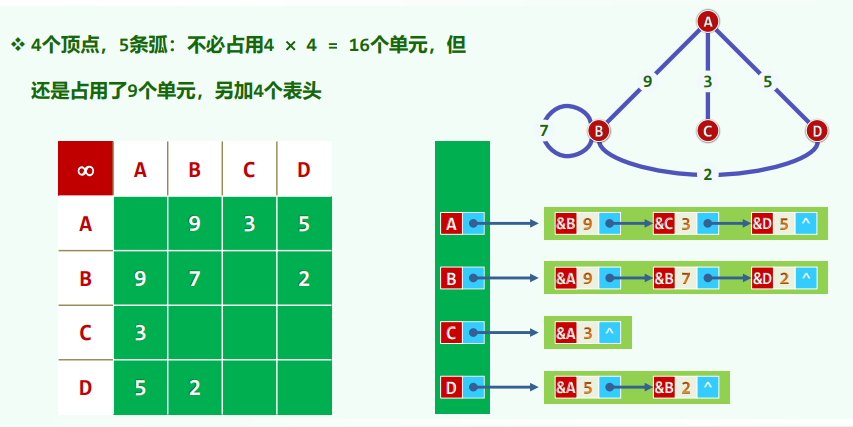 ❖ 4个顶点，5条弧：不必占用4 × 4 = 16个单元，但
还是占用了9个单元，另加4个表头
A
9 3 5
7 B C D
2
∞ A B C D
A 9 3 5
B 9 7 2
C 3
D 5 2
A &B 9 &C 3 &D 5 ^
B &A 9 &B 7 &D 2 ^
C &A 3 ^
D &A 5 &B 2 ^